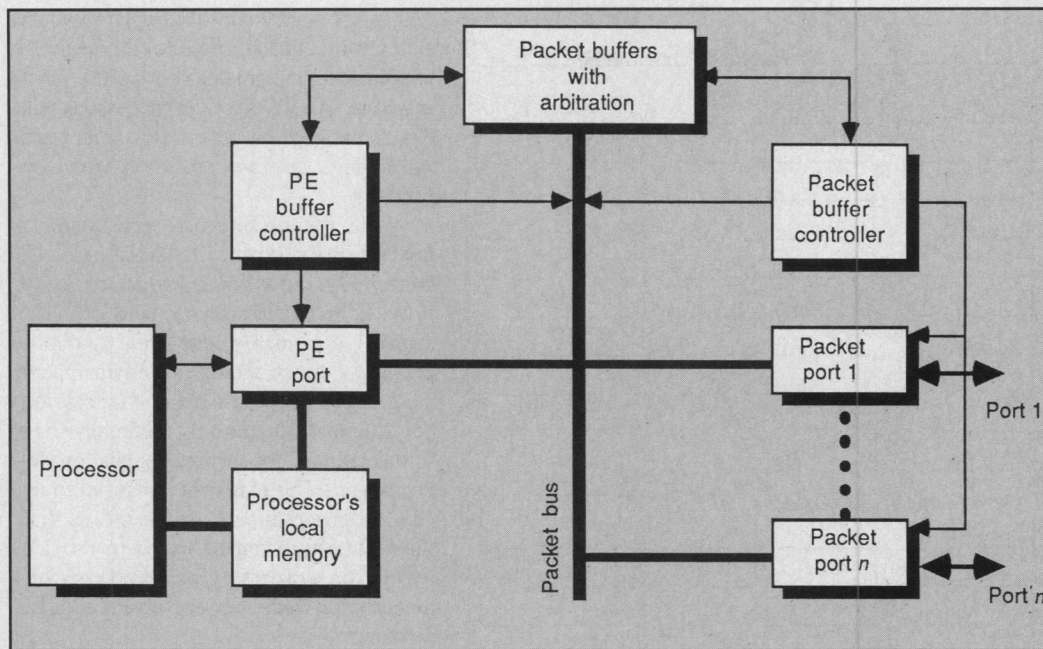 Packet buffers
with
arbitration
PE
buffer
controller
Packet
buffer
controller
PE
port
Packet
port 1
Port 1
Processor
Processor's
local
memory
Packet bus
Packet
port n
Port n